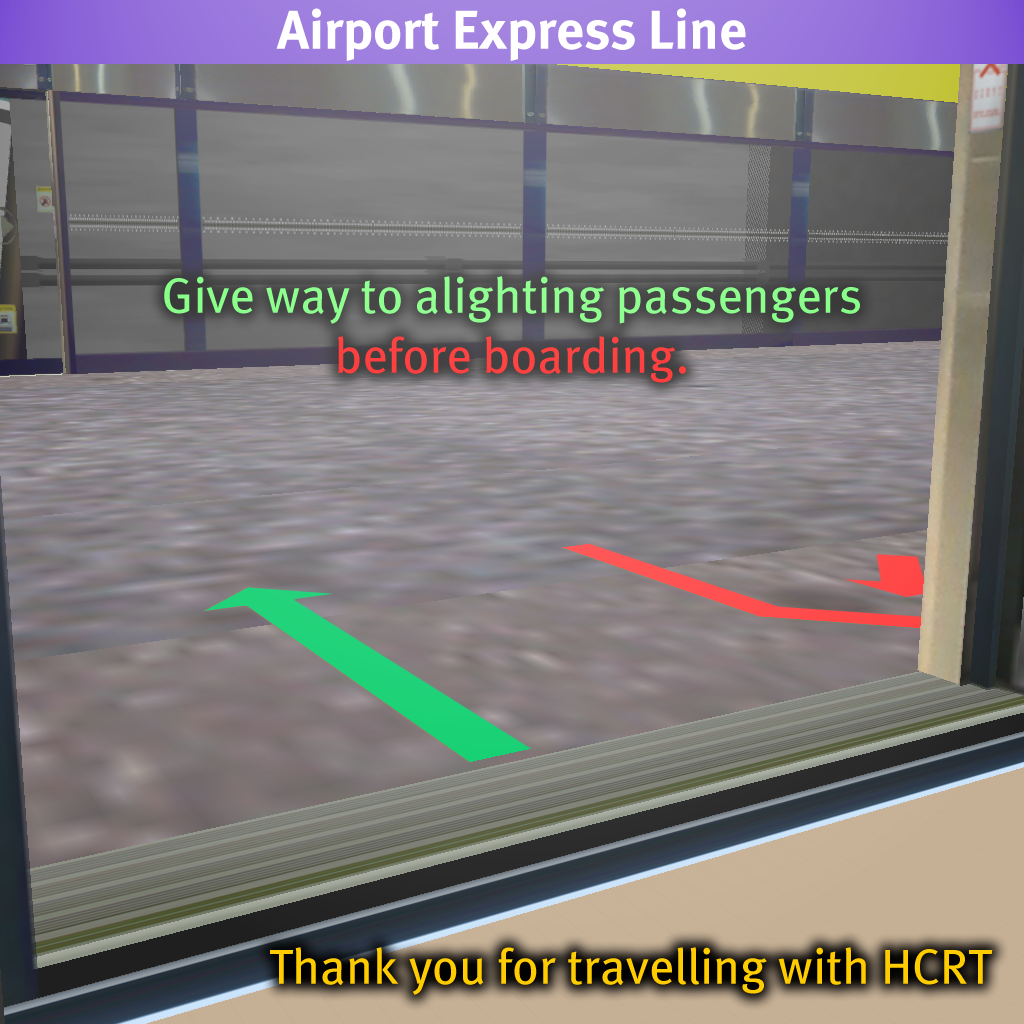 Airport Express Line
Give way to alighting passengers
before boarding.
Thank you for travelling with HCRT